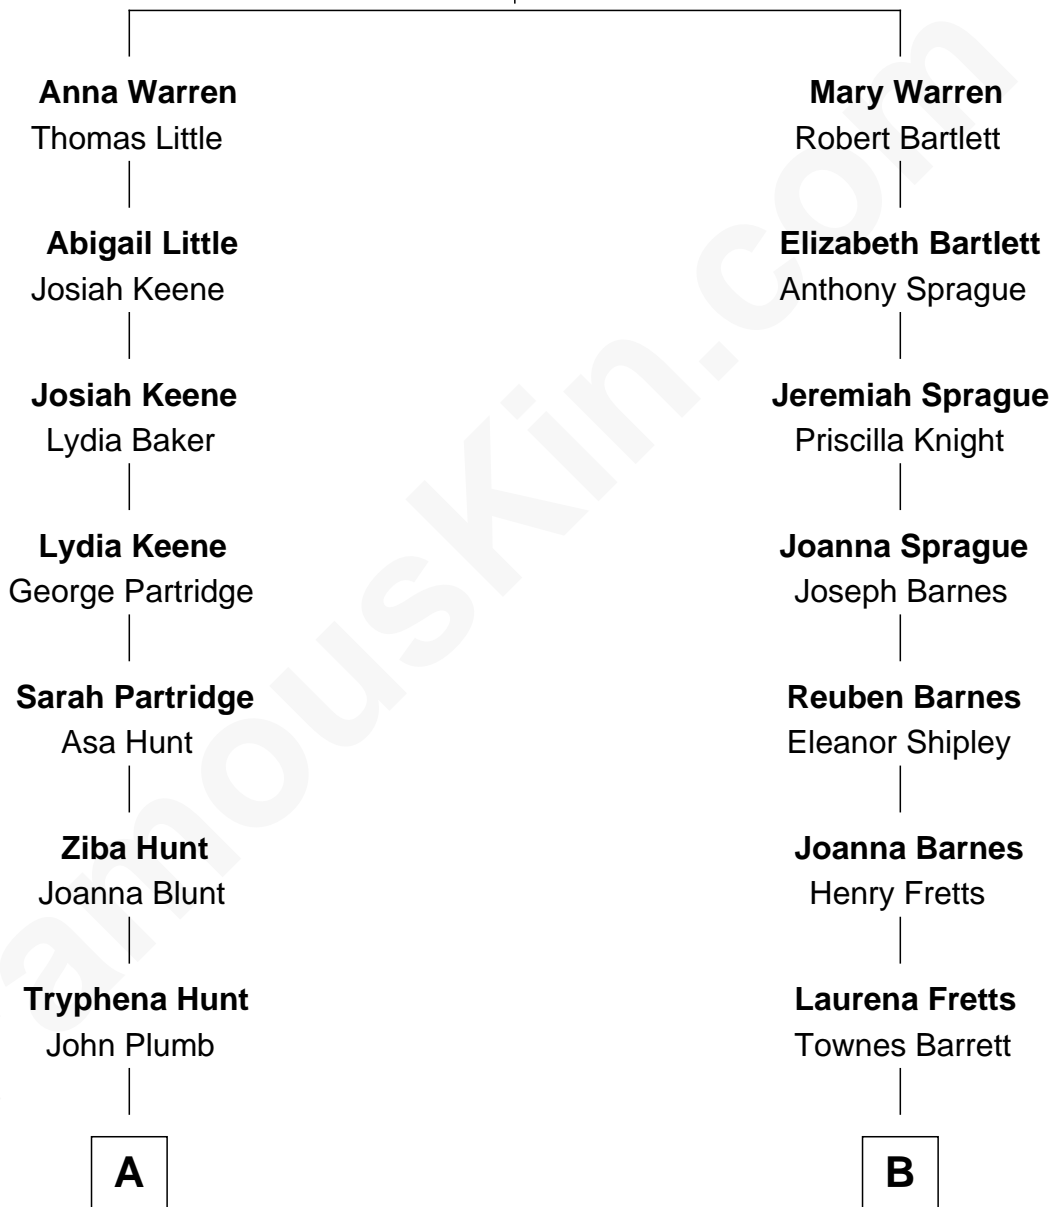 Anna Warren
Thomas Little
Mary Warren
Robert Bartlett
Abigail Little
Josiah Keene
Elizabeth Bartlett
Anthony Sprague
Josiah Keene
Lydia Baker
Jeremiah Sprague
Priscilla Knight
Lydia Keene
George Partridge
Joanna Sprague
Joseph Barnes
Sarah Partridge
Asa Hunt
Reuben Barnes
Eleanor Shipley
Ziba Hunt
Joanna Blunt
Joanna Barnes
Henry Fretts
Tryphena Hunt
John Plumb
Laurena Fretts
Townes Barrett
A
B
amouskin.com